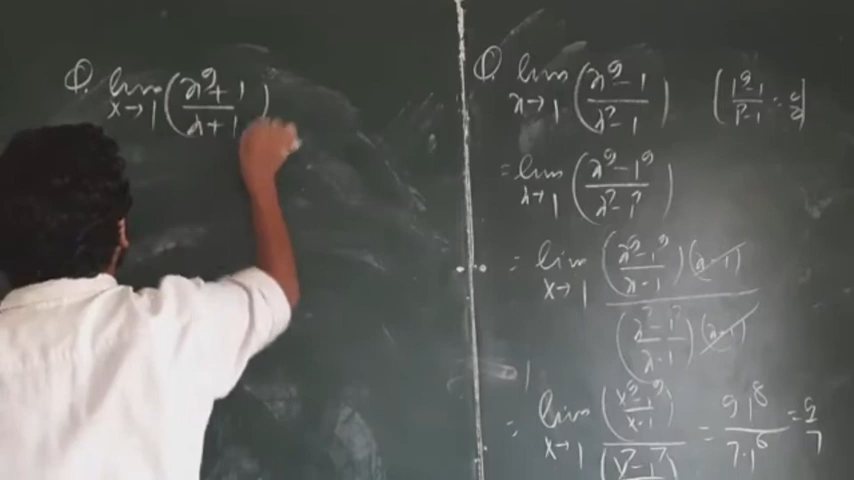 Q. lim x→1 (x⁹+1 / x+1)
Q. lim x→1 (x⁹-1 / x⁷-1) (1⁹-1 / 1⁷-1 = 0/0)
= lim x→1 (x⁹-1⁹ / x⁷-1⁷)
= lim x→1 (x⁹-1⁹ / x-1)(x-1) / (x⁷-1⁷ / x-1)(x-1)
= lim x→1 (x⁹-1⁹ / x-1) / (x⁷-1⁷) = 9·1⁸ / 7·1⁶ = 9/7